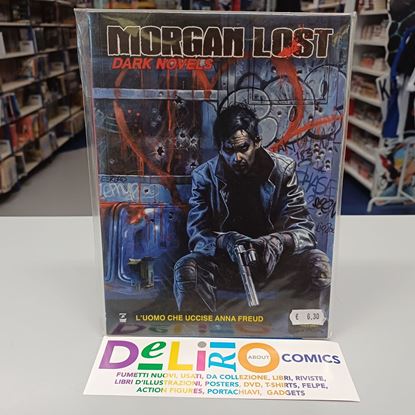 MORGAN LOST
DARK NOVELS
L'UOMO CHE UCCISE ANNA FREUD
€ 6,30
DeLiRiO ABOUT COMICS
FUMETTI NUOVI, USATI, DA COLLEZIONE, LIBRI, RIVISTE,
LIBRI D'ILLUSTRAZIONI, POSTERS, DVD, T-SHIRTS, FELPE,
ACTION FIGURES, PORTACHIAVI, GADGETS